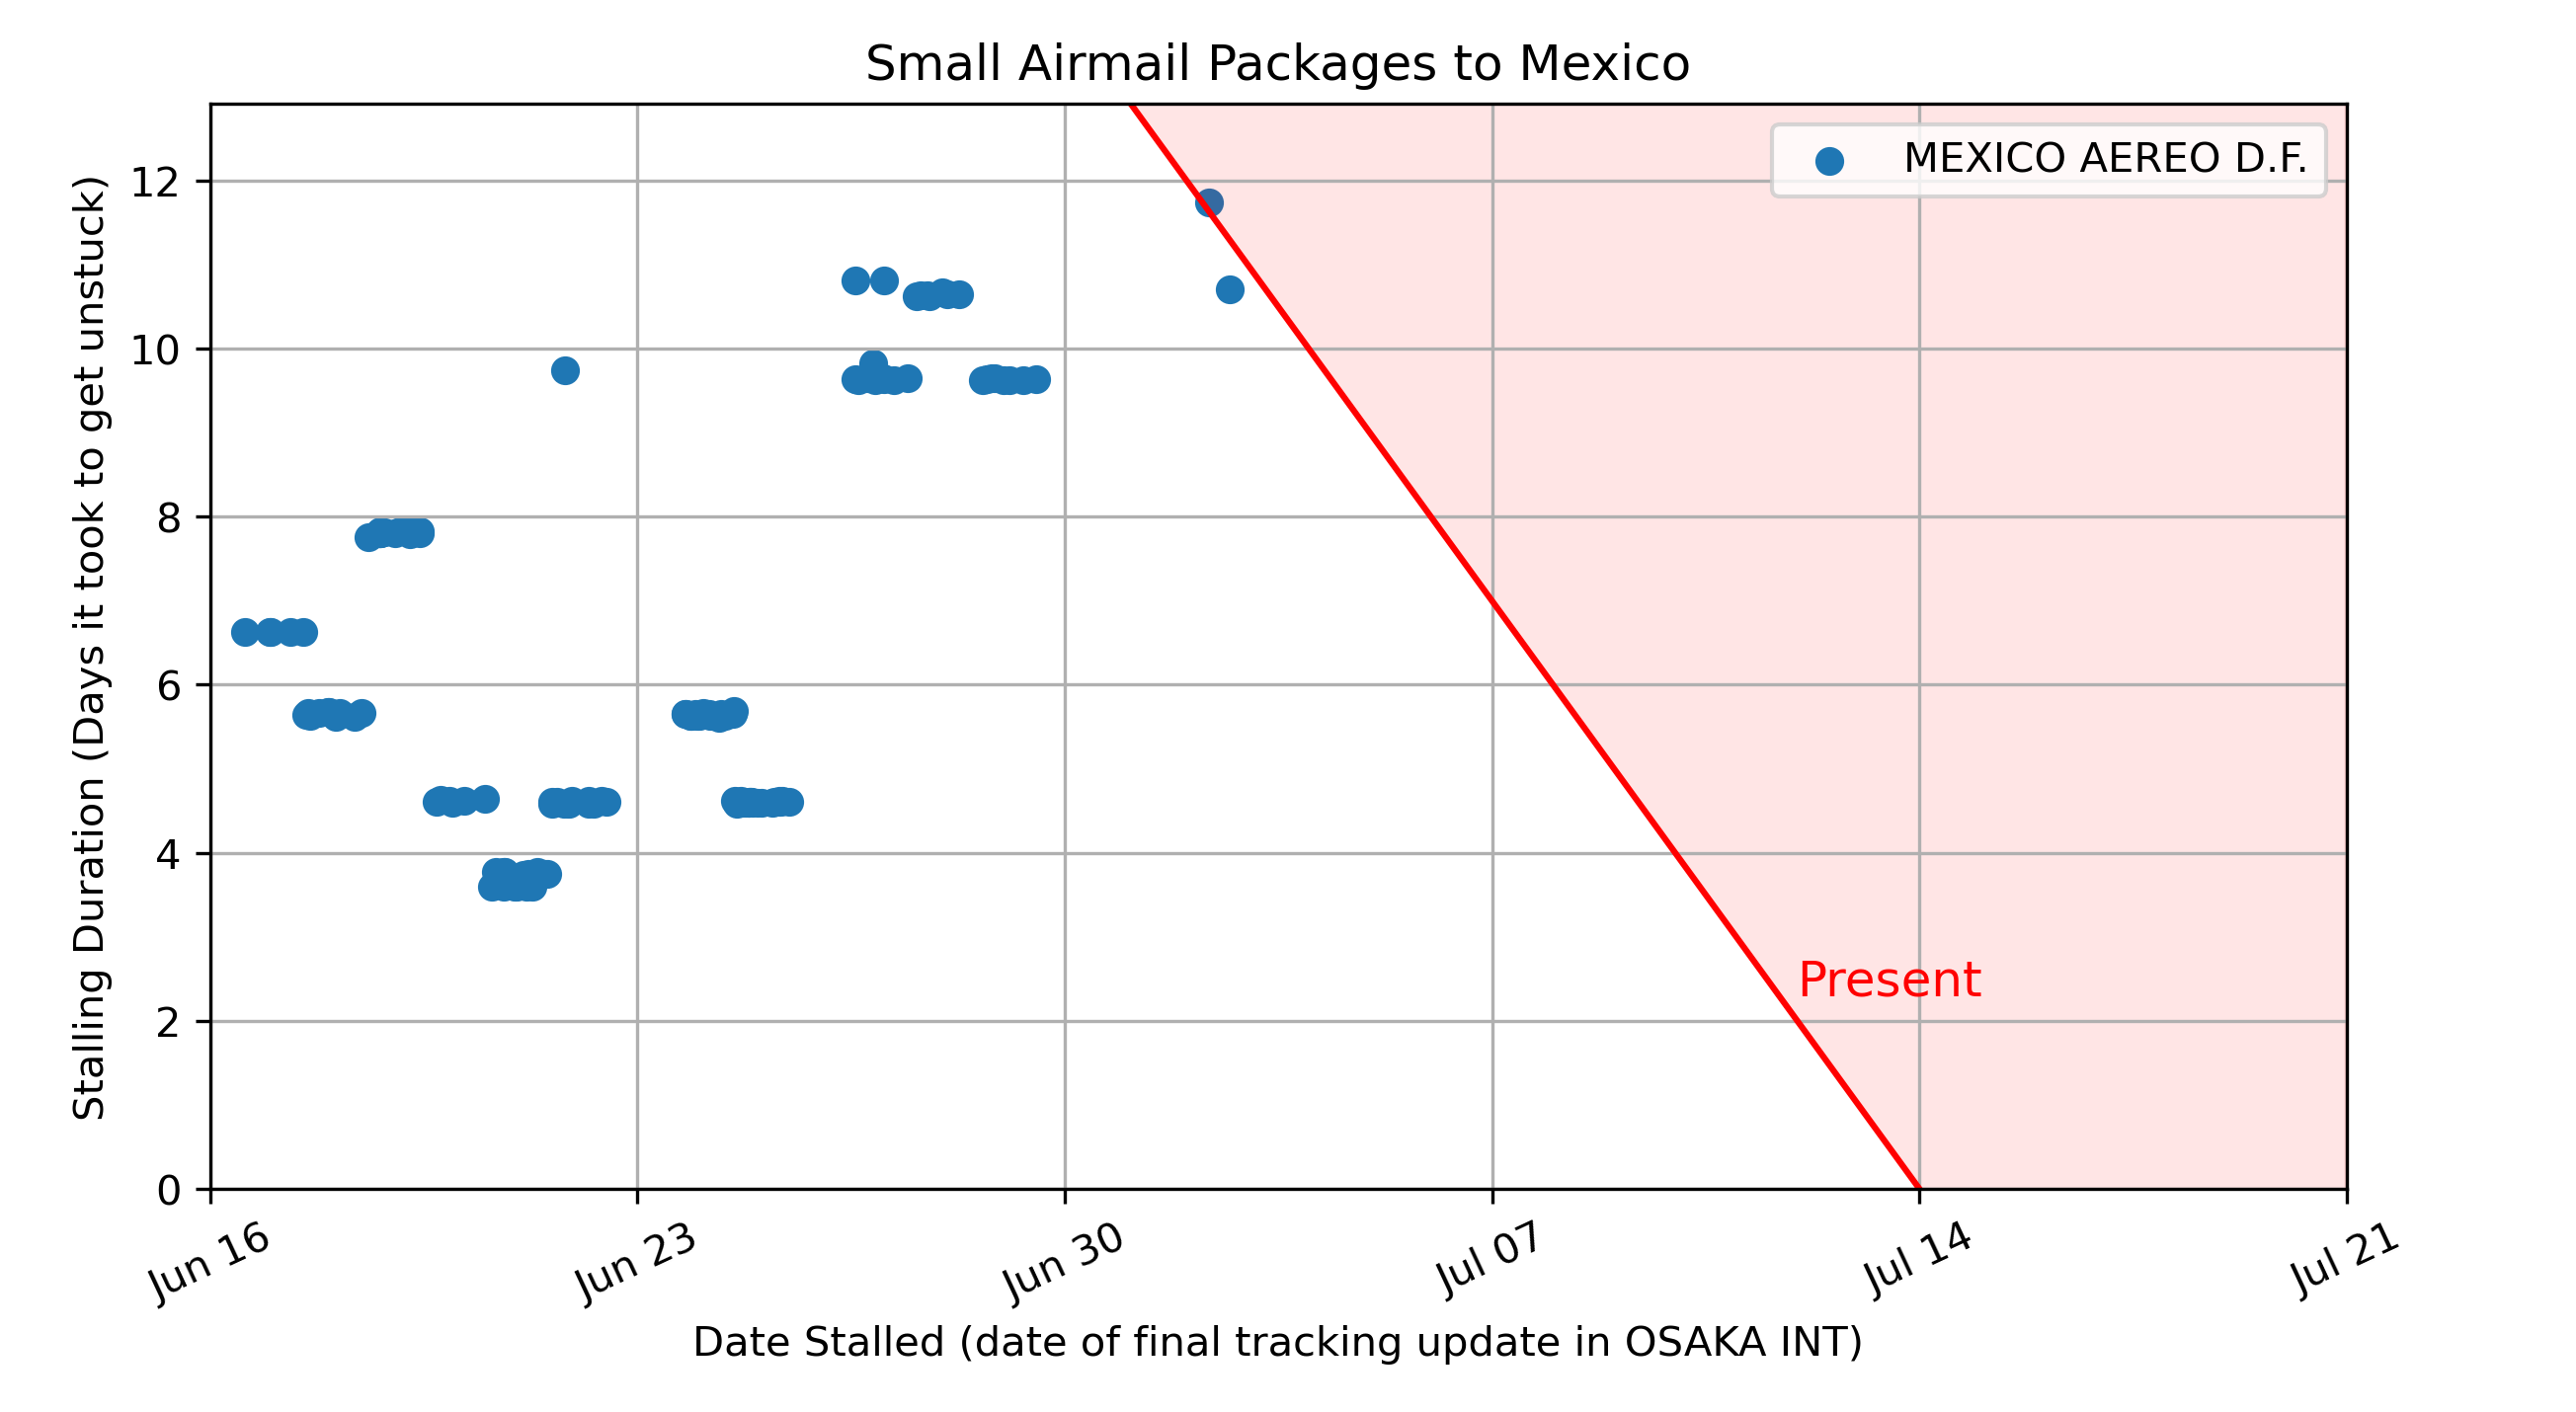 Small Airmail Packages to Mexico
MEXICO AEREO D.F.
Stalling Duration (Days it took to get unstuck)
12
10
8
6
4
2
0
Present
Jun 16
Jun 23
Jun 30
Jul 07
Jul 14
Jul 21
Date Stalled (date of final tracking update in OSAKA INT)